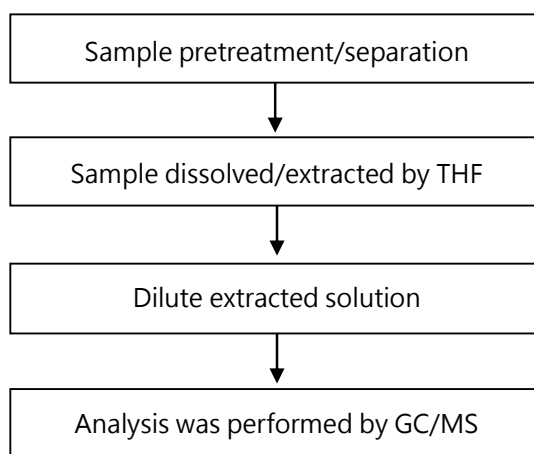 Sample pretreatment/separation
Sample dissolved/extracted by THF
Dilute extracted solution
Analysis was performed by GC/MS